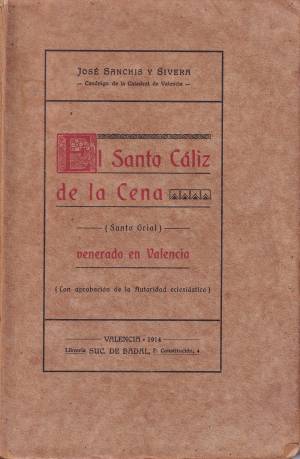 JOSÉ SANCHIS Y SIVERA
— Canónigo de la Catedral de Valencia —
El Santo Cáliz
de la Cena
(Santo Grial)
venerado en Valencia
(Con aprobación de la Autoridad eclesiástica)
VALENCIA · 1914
Librería SUC. DE BADAL, P. Constitución, 4